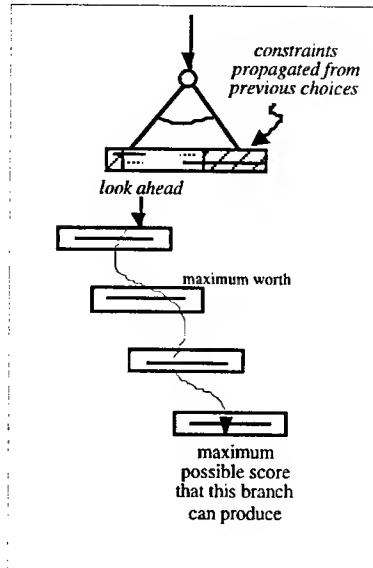 constraints
propagated from
previous choices
look ahead
maximum worth
maximum
possible score
that this branch
can produce